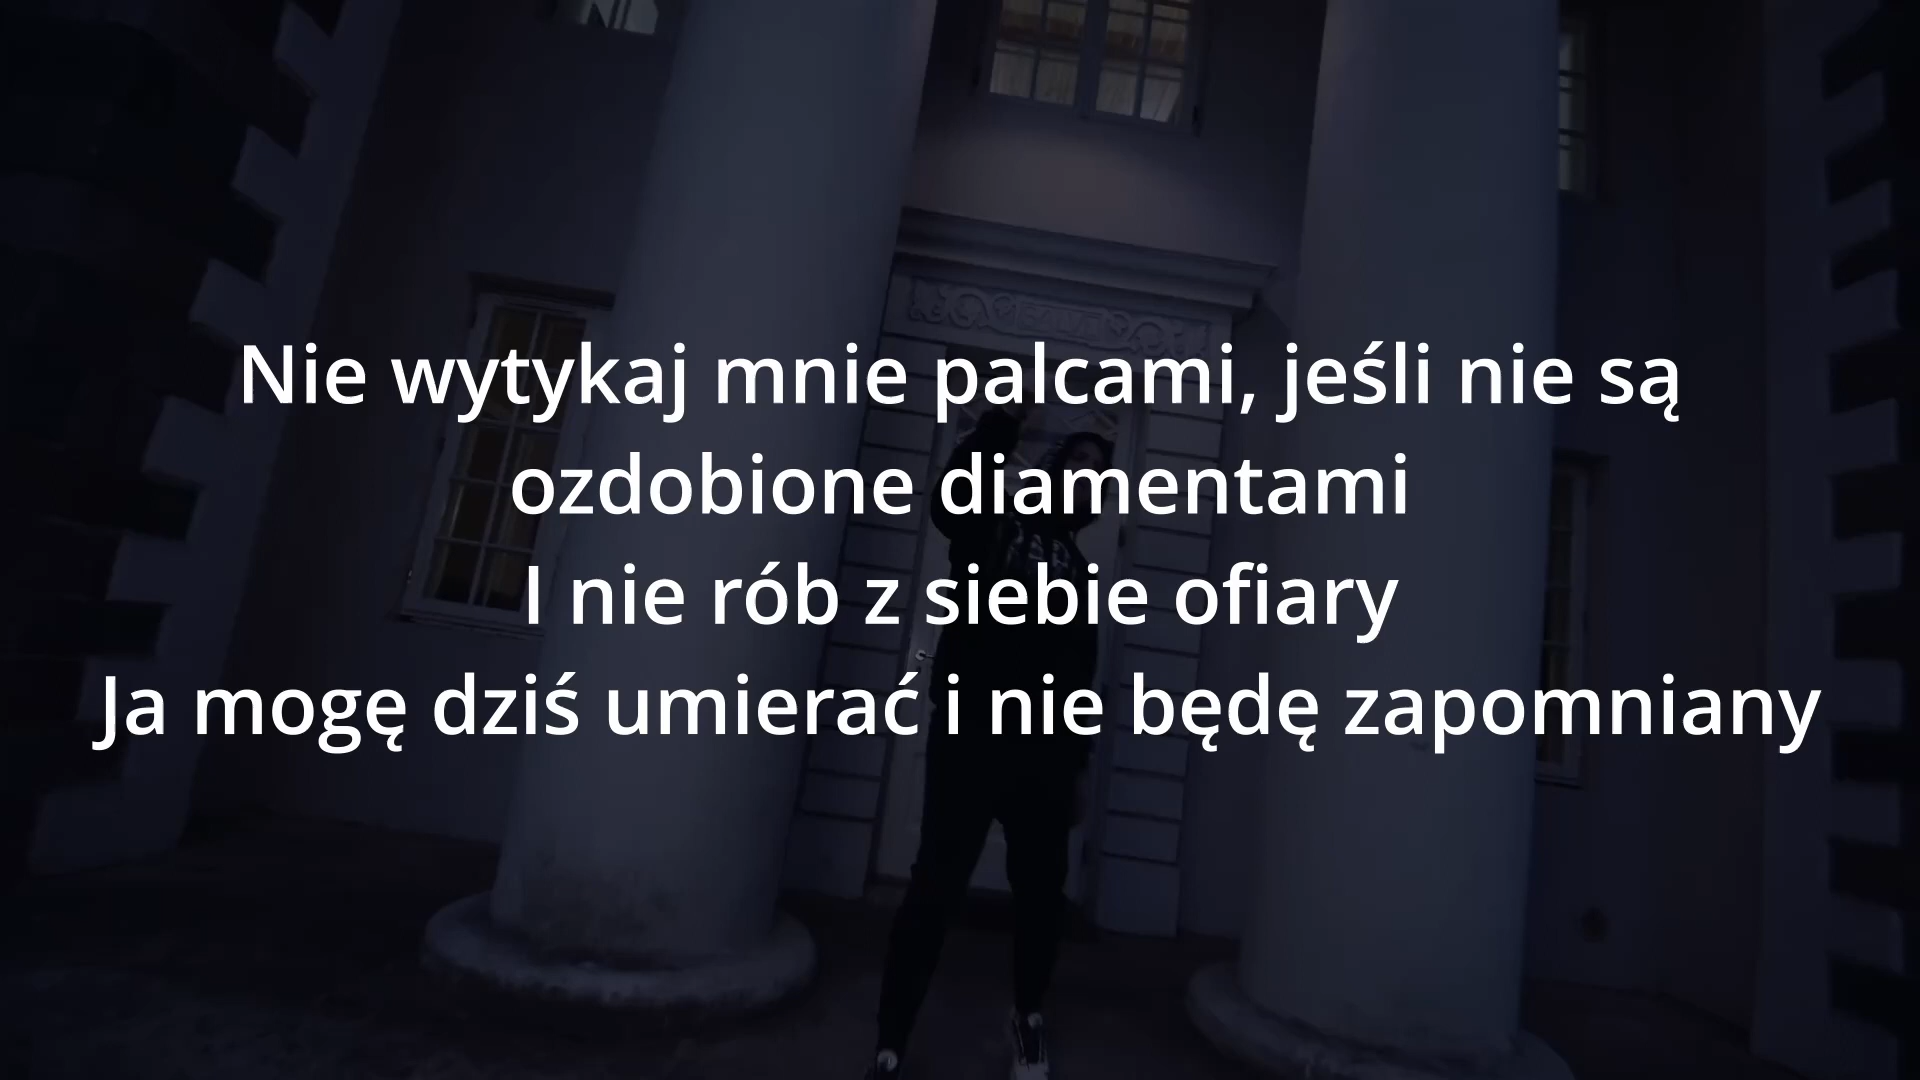 Nie wytykaj mnie palcami, jeśli nie są
ozdobione diamentami
I nie rób z siebie ofiary
Ja mogę dziś umierać i nie będę zapomniany